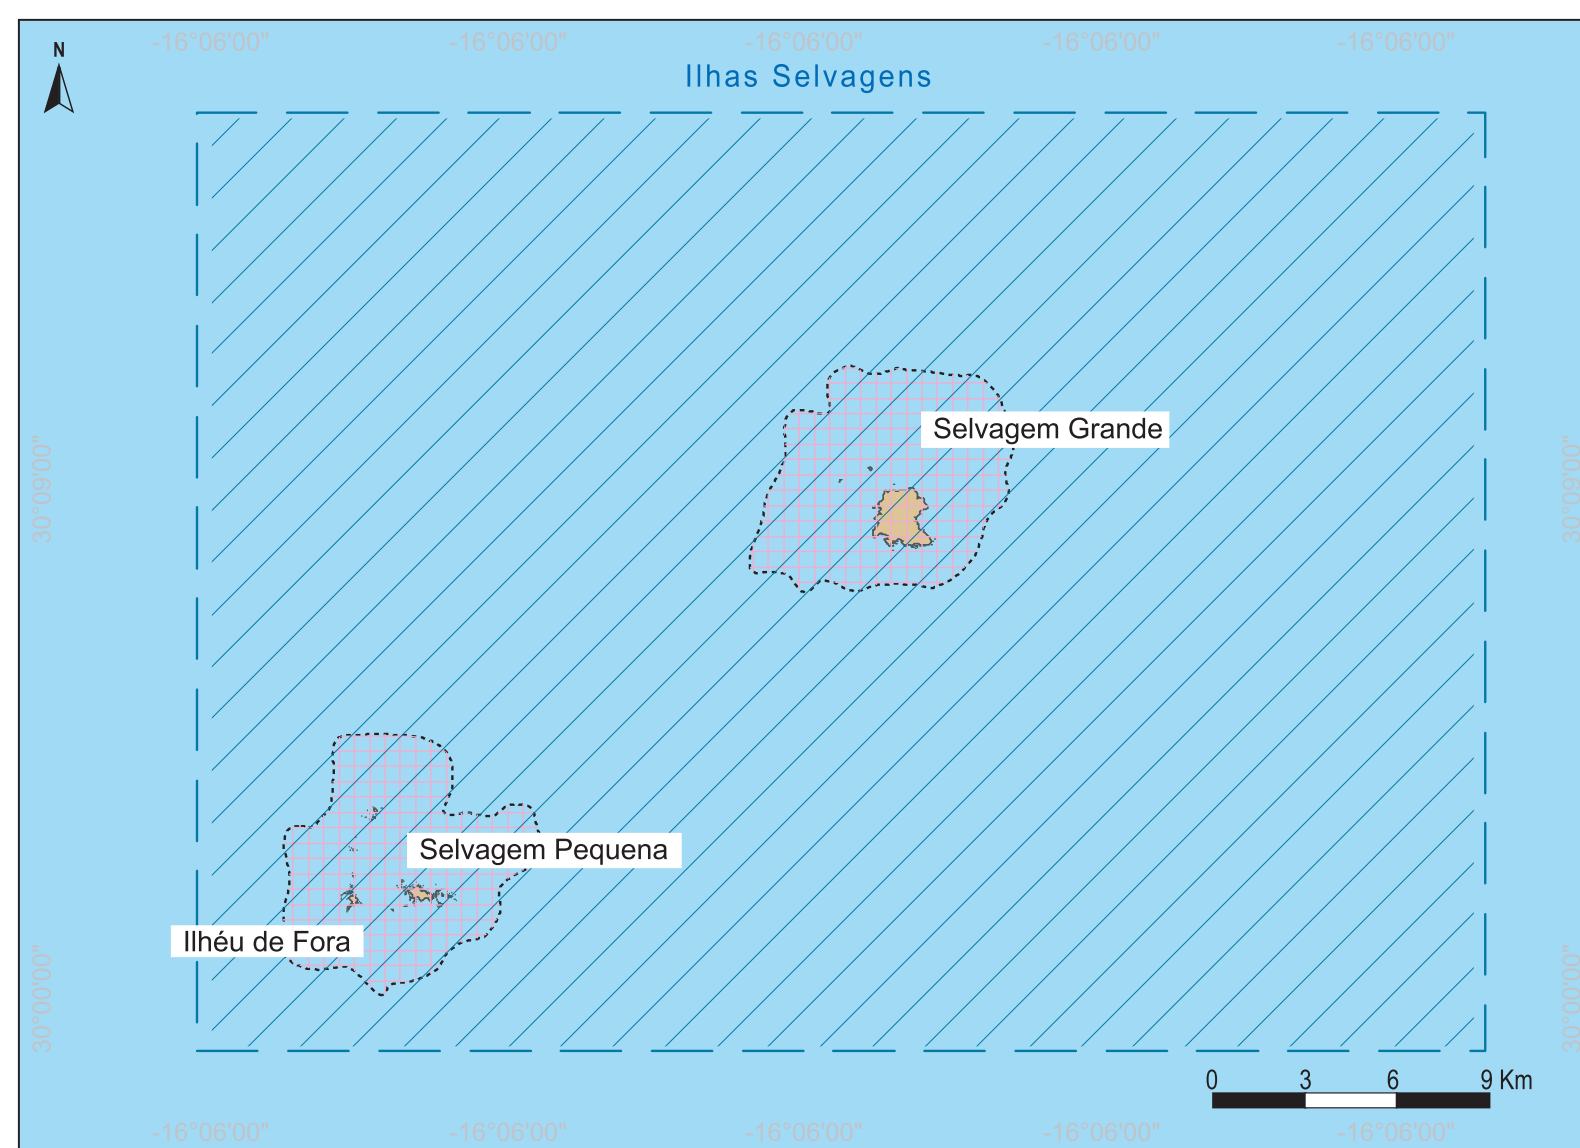 -16°06'00" -16°06'00" -16°06'00" -16°06'00" -16°06'00"
N
Ilhas Selvagens
Selvagem Grande
30°09'00" 30°09'00"
Selvagem Pequena
Ilhéu de Fora
30°00'00" 30°00'00"
0 3 6 9 Km
-16°06'00" -16°06'00" -16°06'00" -16°06'00" -16°06'00"